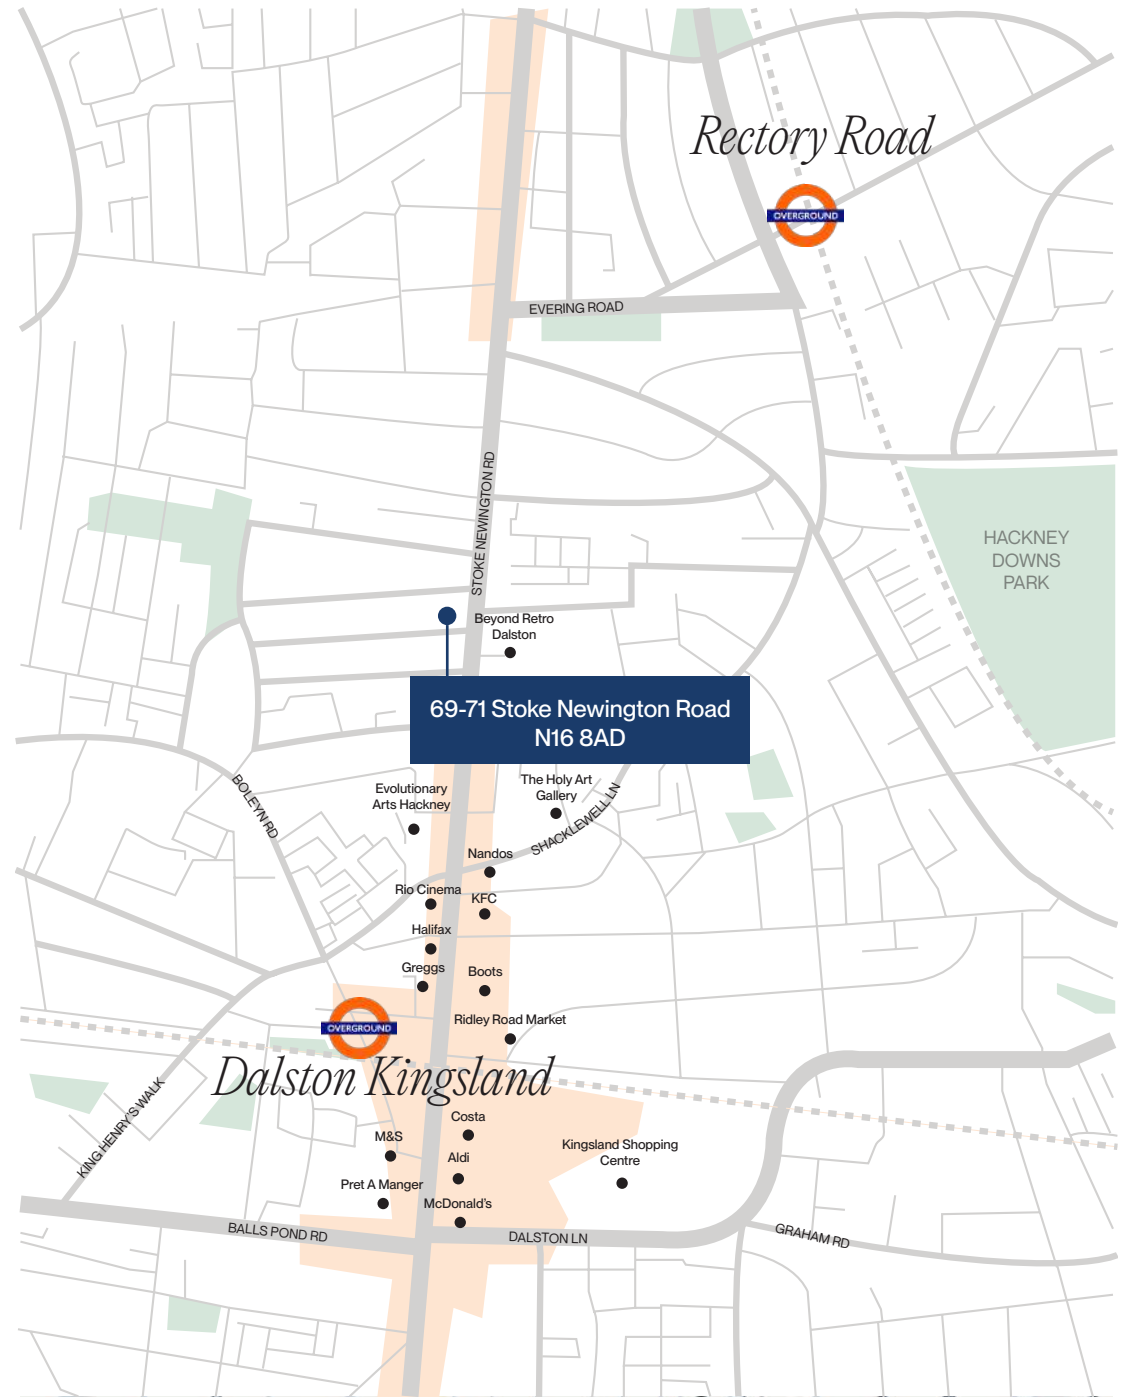 Rectory Road
OVERGROUND
EVERING ROAD
STOKE NEWINGTON RD
HACKNEY
DOWNS
PARK
Beyond Retro
Dalston
69-71 Stoke Newington Road
N16 8AD
BOLEYN RD
Evolutionary
Arts Hackney
The Holy Art
Gallery
SHACKLEWELL LN
Nandos
Rio Cinema
KFC
Halifax
Greggs
Boots
Ridley Road Market
OVERGROUND
Dalston Kingsland
KING HENRY'S WALK
Costa
M&S
Aldi
Kingsland Shopping
Centre
Pret A Manger
McDonald's
BALLS POND RD
DALSTON LN
GRAHAM RD